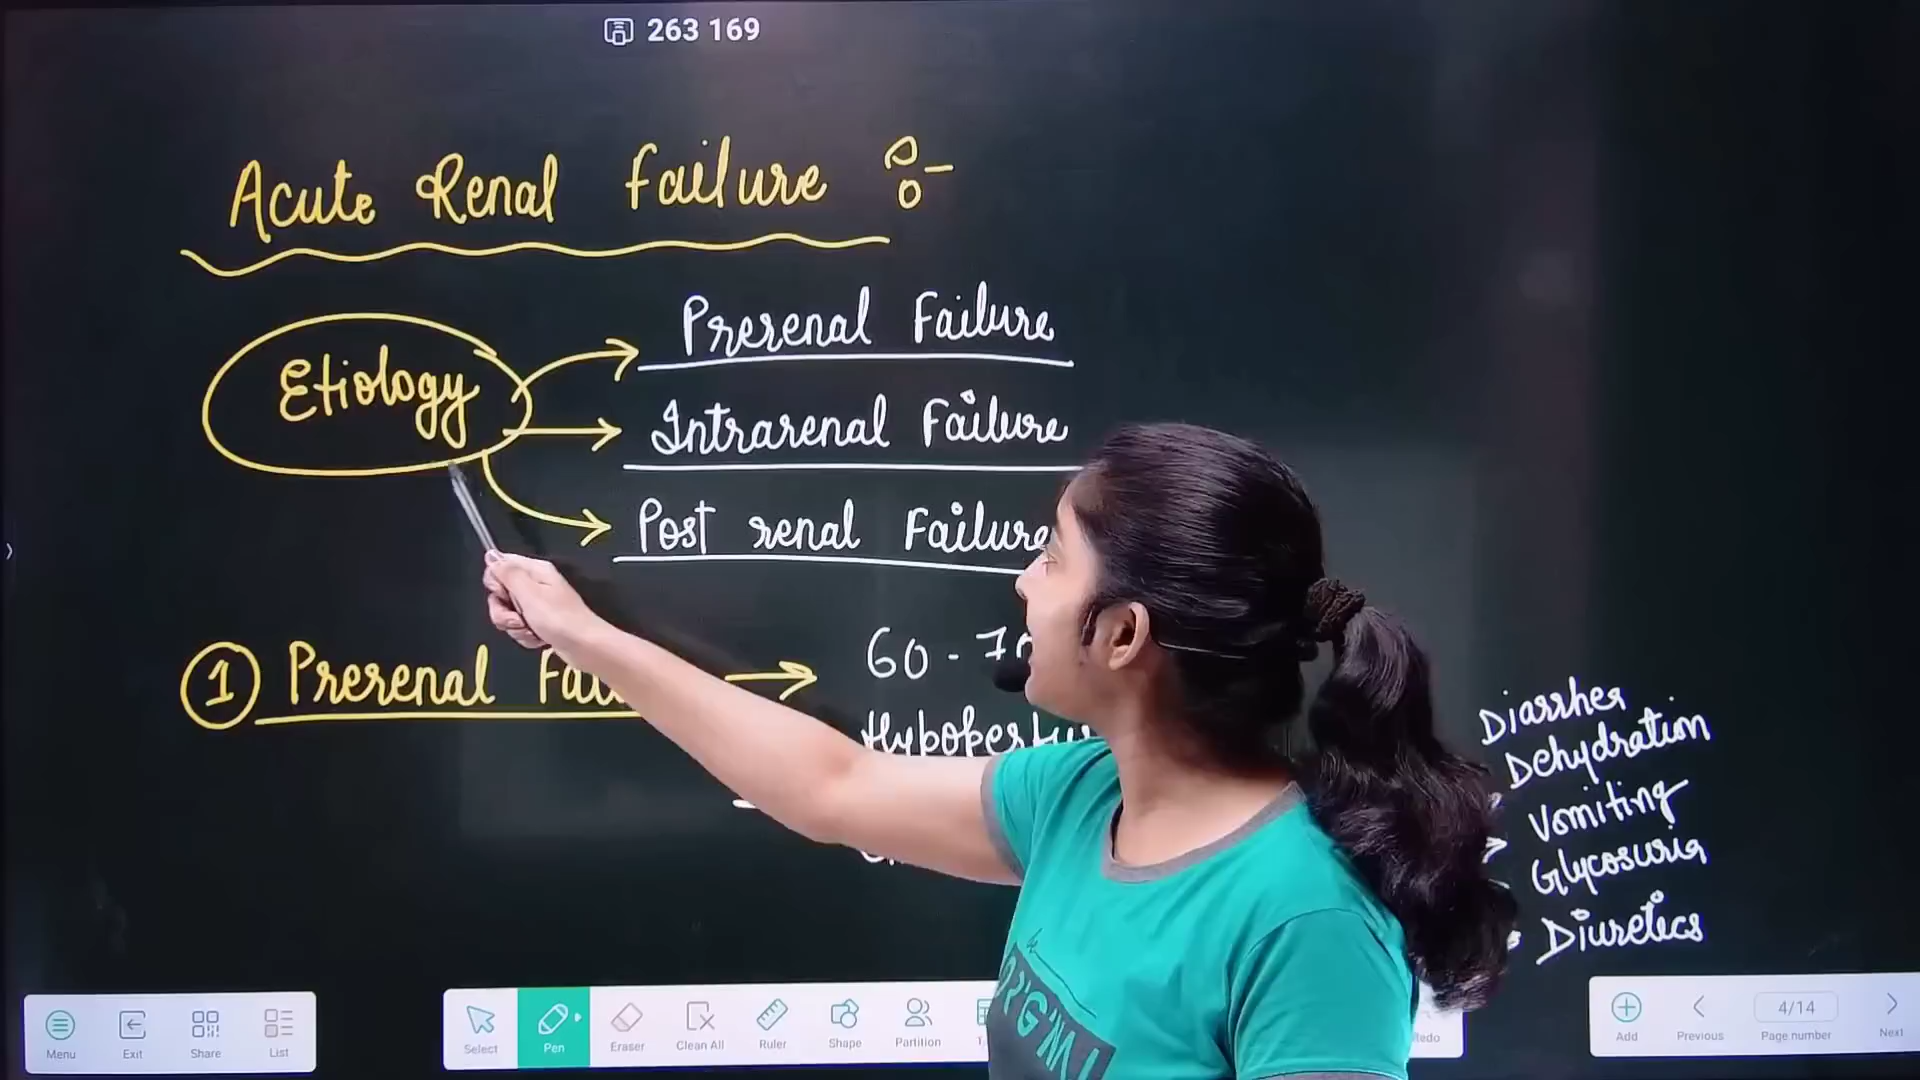 263 169
Acute Renal Failure :-
Etiology
Prerenal Failure
Intrarenal Failure
Post renal Failure
1 Prerenal
60 - 7
Diarrhea
Dehydration
Vomiting
Glycosuria
Diuretics
Menu
Exit
Share
List
Select
Pen
Eraser
Clean All
Ruler
Shape
Partition
Add
Previous
4/14
Page number
Next